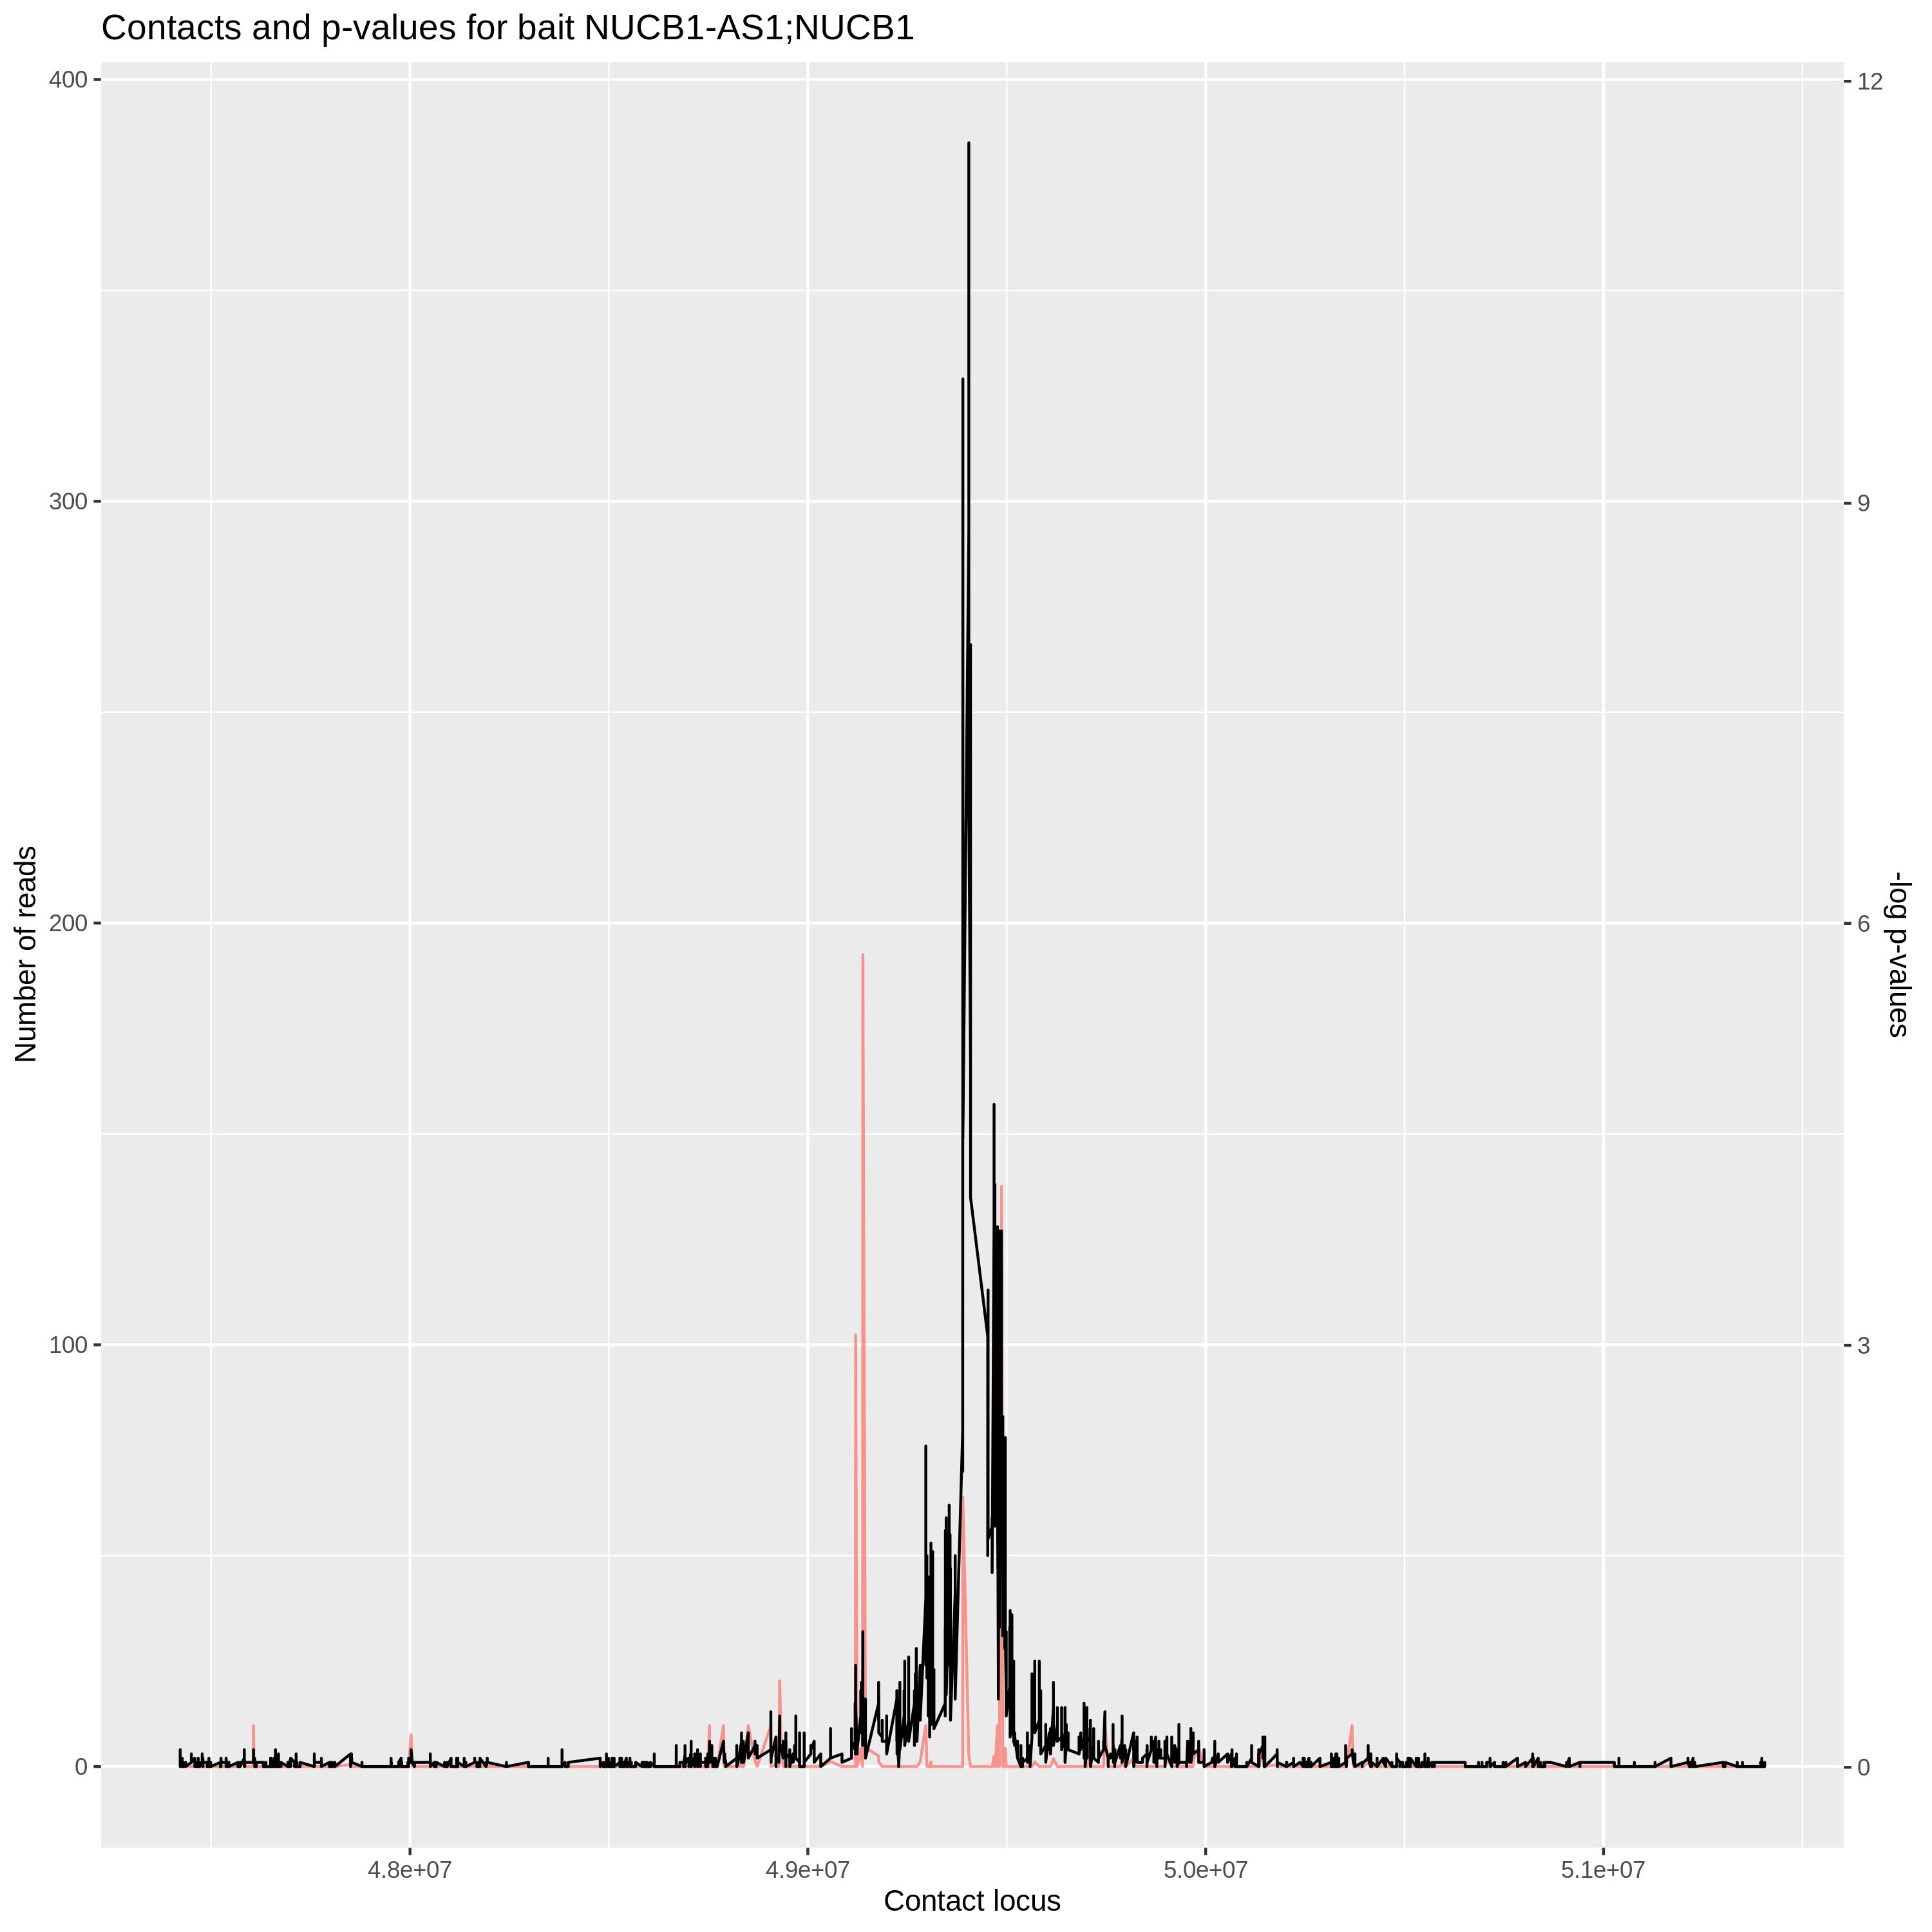 Contacts and p-values for bait NUCB1-AS1;NUCB1
400
300
200
100
0
12
9
6
3
0
Number of reads
-log p-values
4.8e+07 4.9e+07 5.0e+07 5.1e+07
Contact locus